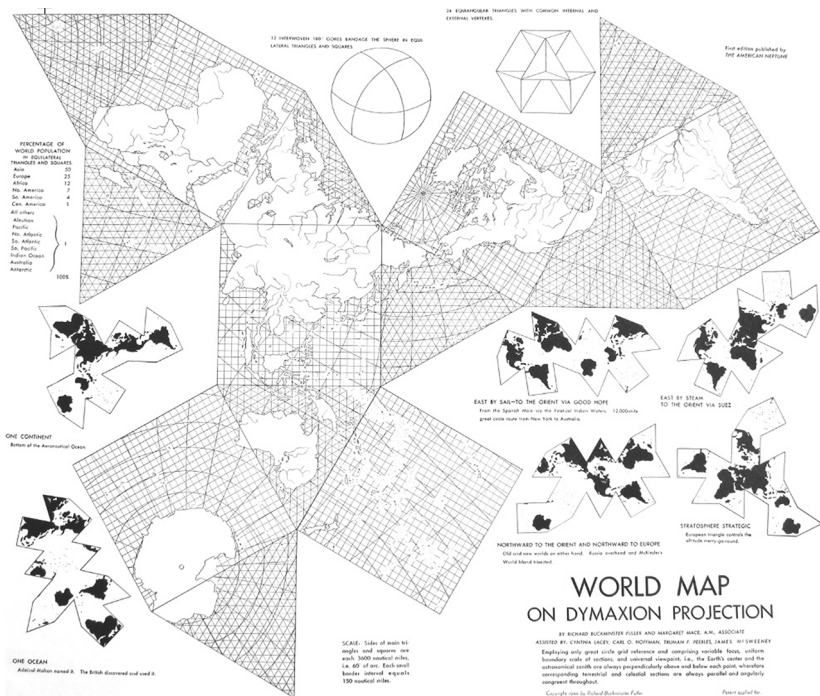 12 INTERWOVEN 180° GORES BANDAGE THE SPHERE IN EQUI-
LATERAL TRIANGLES AND SQUARES.
24 EQUIANGULAR TRIANGLES WITH COMMON INTERNAL AND
EXTERNAL VERTEXES.
First edition published by
THE AMERICAN NEPTUNE
PERCENTAGE OF
WORLD POPULATION
IN EQUILATERAL
TRIANGLES AND SQUARES
Asia 50
Europe 25
Africa 12
No. America 7
So. America 4
Cen. America 1
All others
Aleutian
Pacific
No. Atlantic
So. Atlantic
So. Pacific
Indian Ocean
Australia
Antarctic
1
100%
ONE CONTINENT
Bottom of the Aeronautical Ocean
EAST BY SAIL—TO THE ORIENT VIA GOOD HOPE
From the Spanish Main via the Indian Waters. 12,000-mile
great circle route from New York to Australia.
EAST BY STEAM
TO THE ORIENT VIA SUEZ
NORTHWARD TO THE ORIENT AND NORTHWARD TO EUROPE
Old and new worlds on either hand. Russia overhead and McKinder's
World Island bisected.
STRATOSPHERE STRATEGIC
European triangle controls the
altitude merry-go-round.
ONE OCEAN
Admiral Mahan named it. The British discovered and used it.
SCALE: Sides of main tri-
angles and squares are
each 3600 nautical miles,
i.e. 60° of arc. Each small
border interval equals
150 nautical miles.
WORLD MAP
ON DYMAXION PROJECTION
BY RICHARD BUCKMINSTER FULLER AND MARGARET MACE, A.M., ASSOCIATE
ASSISTED BY, CYNTHIA LACEY, CARL O. HOFFMAN, TRUMAN F. PEEBLES, JAMES McSWEENEY
Employing only great circle grid reference and comprising variable focus, uniform
boundary scale of sections, and universal viewpoint, i.e., the Earth's center and the
astronomical zenith are always perpendicularly above and below each point, wherefore
corresponding terrestrial and celestial sections are always parallel and angularly
congruent throughout.
Copyright 1944 by Richard Buckminster Fuller
Patent applied for